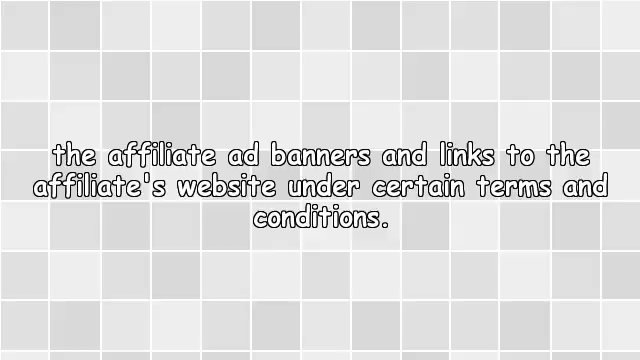 the affiliate ad banners and links to the
affiliate's website under certain terms and
conditions.